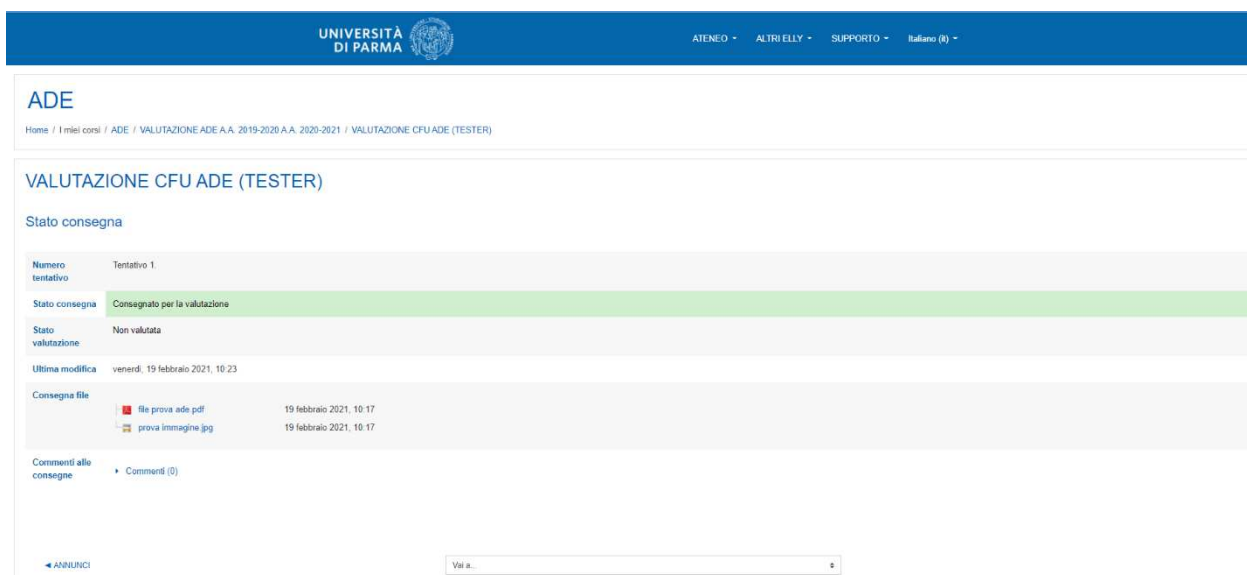 UNIVERSITÀ
DI PARMA
ATENEO
ALTRI ELLY
SUPPORTO
Italiano (it)
ADE
Home / I miei corsi / ADE / VALUTAZIONE ADE A.A. 2019-2020 A.A. 2020-2021 / VALUTAZIONE CFU ADE (TESTER)
VALUTAZIONE CFU ADE (TESTER)
Stato consegna
Numero tentativo
Tentativo 1.
Stato consegna
Consegnato per la valutazione
Stato valutazione
Non valutata
Ultima modifica
venerdì, 19 febbraio 2021, 10:23
Consegna file
file prova ade.pdf
19 febbraio 2021, 10:17
prova immagine.jpg
19 febbraio 2021, 10:17
Commenti alle consegne
Commenti (0)
◄ ANNUNCI
Vai a...